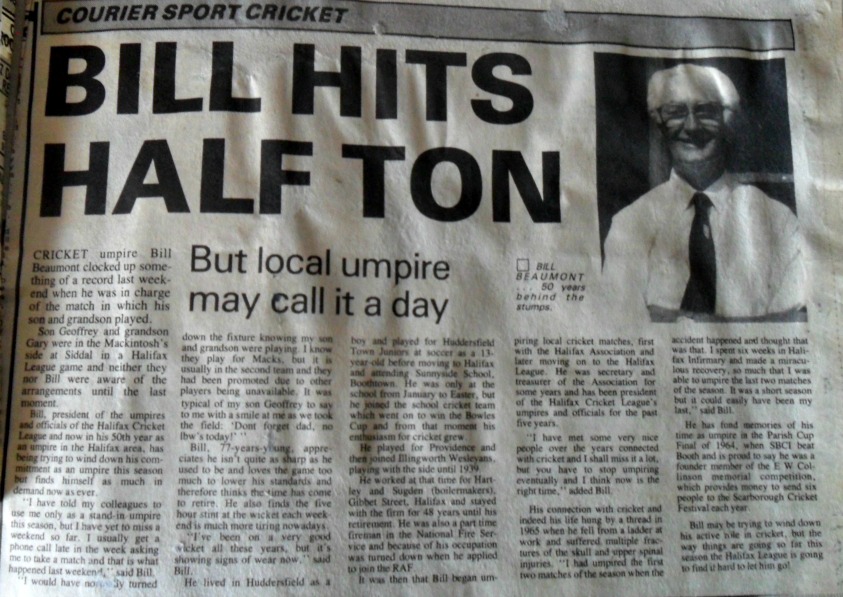 COURIER SPORT CRICKET
BILL HITS
HALF TON
But local umpire
may call it a day
BILL
BEAUMONT
... 50 years
behind the
stumps.
CRICKET umpire Bill
Beaumont clocked up some-
thing of a record last week-
end when he was in charge
of the match in which his
son and grandson played.
Son Geoffrey and grandson
Gary were in the Mackintosh's
side at Siddal in a Halifax
League game and neither they
nor Bill were aware of the
arrangements until the last
moment.
Bill, president of the umpires
and officials of the Halifax Cricket
League and now in his 50th year as
an umpire in the Halifax area, has
being trying to wind down his com-
mitment as an umpire this season
but finds himself as much in
demand now as ever.
"I have told my colleagues to
use me only as a stand-in umpire
this season, but I have yet to miss a
weekend so far. I usually get a
phone call late in the week asking
me to take a match and that is what
happened last weekend," said Bill.
"I would have normally turned
down the fixture knowing my son
and grandson were playing. I know
they play for Macks, but it is
usually in the second team and they
had been promoted due to other
players being unavailable. It was
typical of my son Geoffrey to say
to me with a smile at me as we took
the field: 'Dont forget dad, no
lbw's today!' "
Bill, 77-years-young, appre-
ciates he isn't quite as sharp as he
used to be and loves the game too
much to lower his standards and
therefore thinks the time has come
to retire. He also finds the five
hour stint at the wicket each week-
end is much more tiring nowadays.
"I've been on a very good
wicket all these years, but it's
showing signs of wear now," said
Bill.
He lived in Huddersfield as a
boy and played for Huddersfield
Town Juniors at soccer as a 13-
year-old before moving to Halifax
and attending Sunnyside School,
Boothtown. He was only at the
school from January to Easter, but
he joined the school cricket team
which went on to win the Bowles
Cup and from that moment his
enthusiasm for cricket grew.
He played for Providence and
then joined Illingworth Wesleyans,
playing with the side until 1939.
He worked at that time for Hart-
ley and Sugden (boilermakers),
Gibbet Street, Halifax and stayed
with the firm for 48 years until his
retirement. He was also a part time
fireman in the National Fire Ser-
vice and because of his occupation
was turned down when he applied
to join the RAF.
It was then that Bill began um-
piring local cricket matches, first
with the Halifax Association and
later moving on to the Halifax
League. He was secretary and
treasurer of the Association for
some years and has been president
of the Halifax Cricket League's
umpires and officials for the past
five years.
"I have met some very nice
people over the years connected
with cricket and I shall miss it a lot,
but you have to stop umpiring
eventually and I think now is the
right time," added Bill.
His connection with cricket and
indeed his life hung by a thread in
1965 when he fell from a ladder at
work and suffered multiple frac-
tures of the skull and upper spinal
injuries. "I had umpired the first
two matches of the season when the
accident happened and thought that
was that. I spent six weeks in Hali-
fax Infirmary and made a miracu-
lous recovery, so much that I was
able to umpire the last two matches
of the season. It was a short season
but it could easily have been my
last," said Bill.
He has fond memories of his
time as umpire in the Parish Cup
Final of 1964, when SBCI beat
Booth and is proud to say he was a
founder member of the E W Col-
linson memorial competition,
which provides money to send six
people to the Scarborough Cricket
Festival each year.
Bill may be trying to wind down
his active role in cricket, but the
way things are going so far this
season the Halifax League is going
to find it hard to let him go!